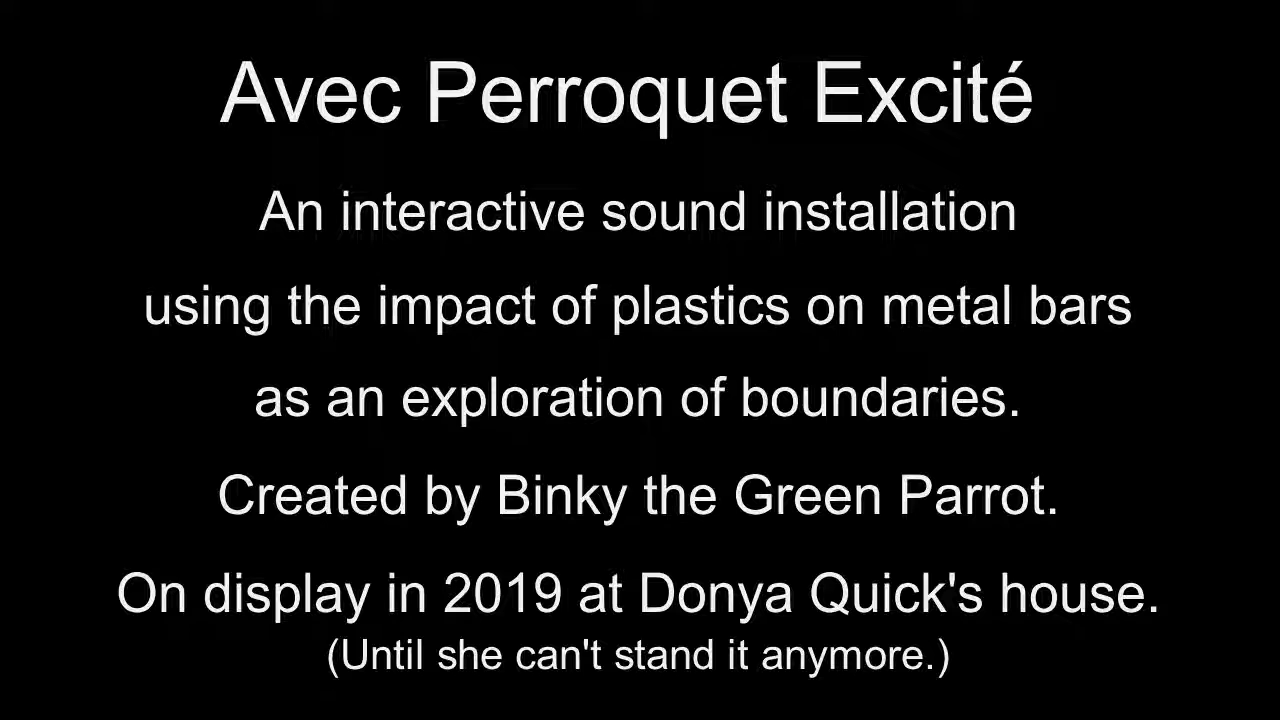 Avec Perroquet Excité
An interactive sound installation
using the impact of plastics on metal bars
as an exploration of boundaries.
Created by Binky the Green Parrot.
On display in 2019 at Donya Quick's house.
(Until she can't stand it anymore.)